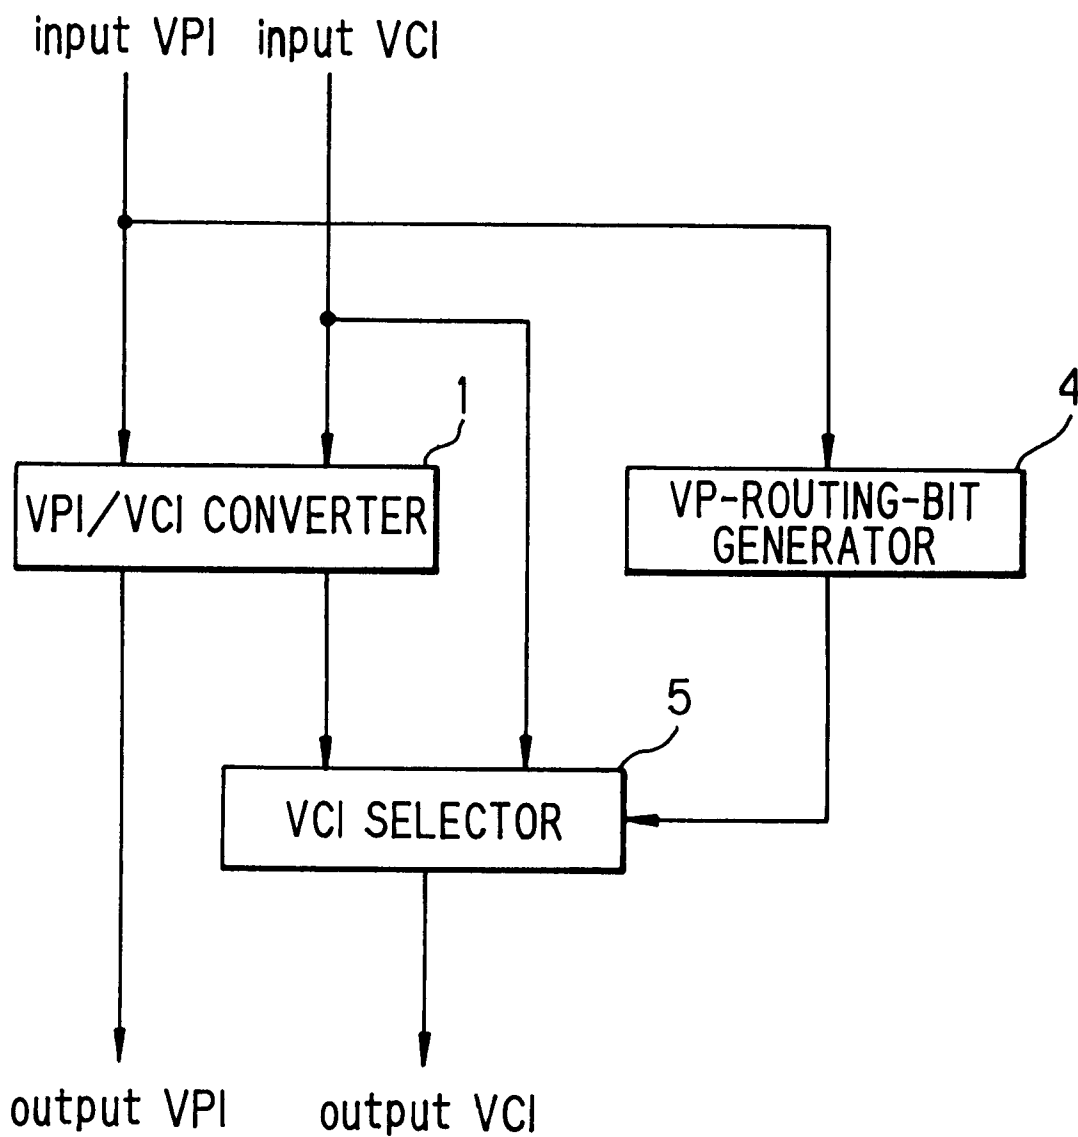 input VPI
input VCI
1
4
VPI/VCI CONVERTER
VP-ROUTING-BIT
GENERATOR
5
VCI SELECTOR
output VPI
output VCI